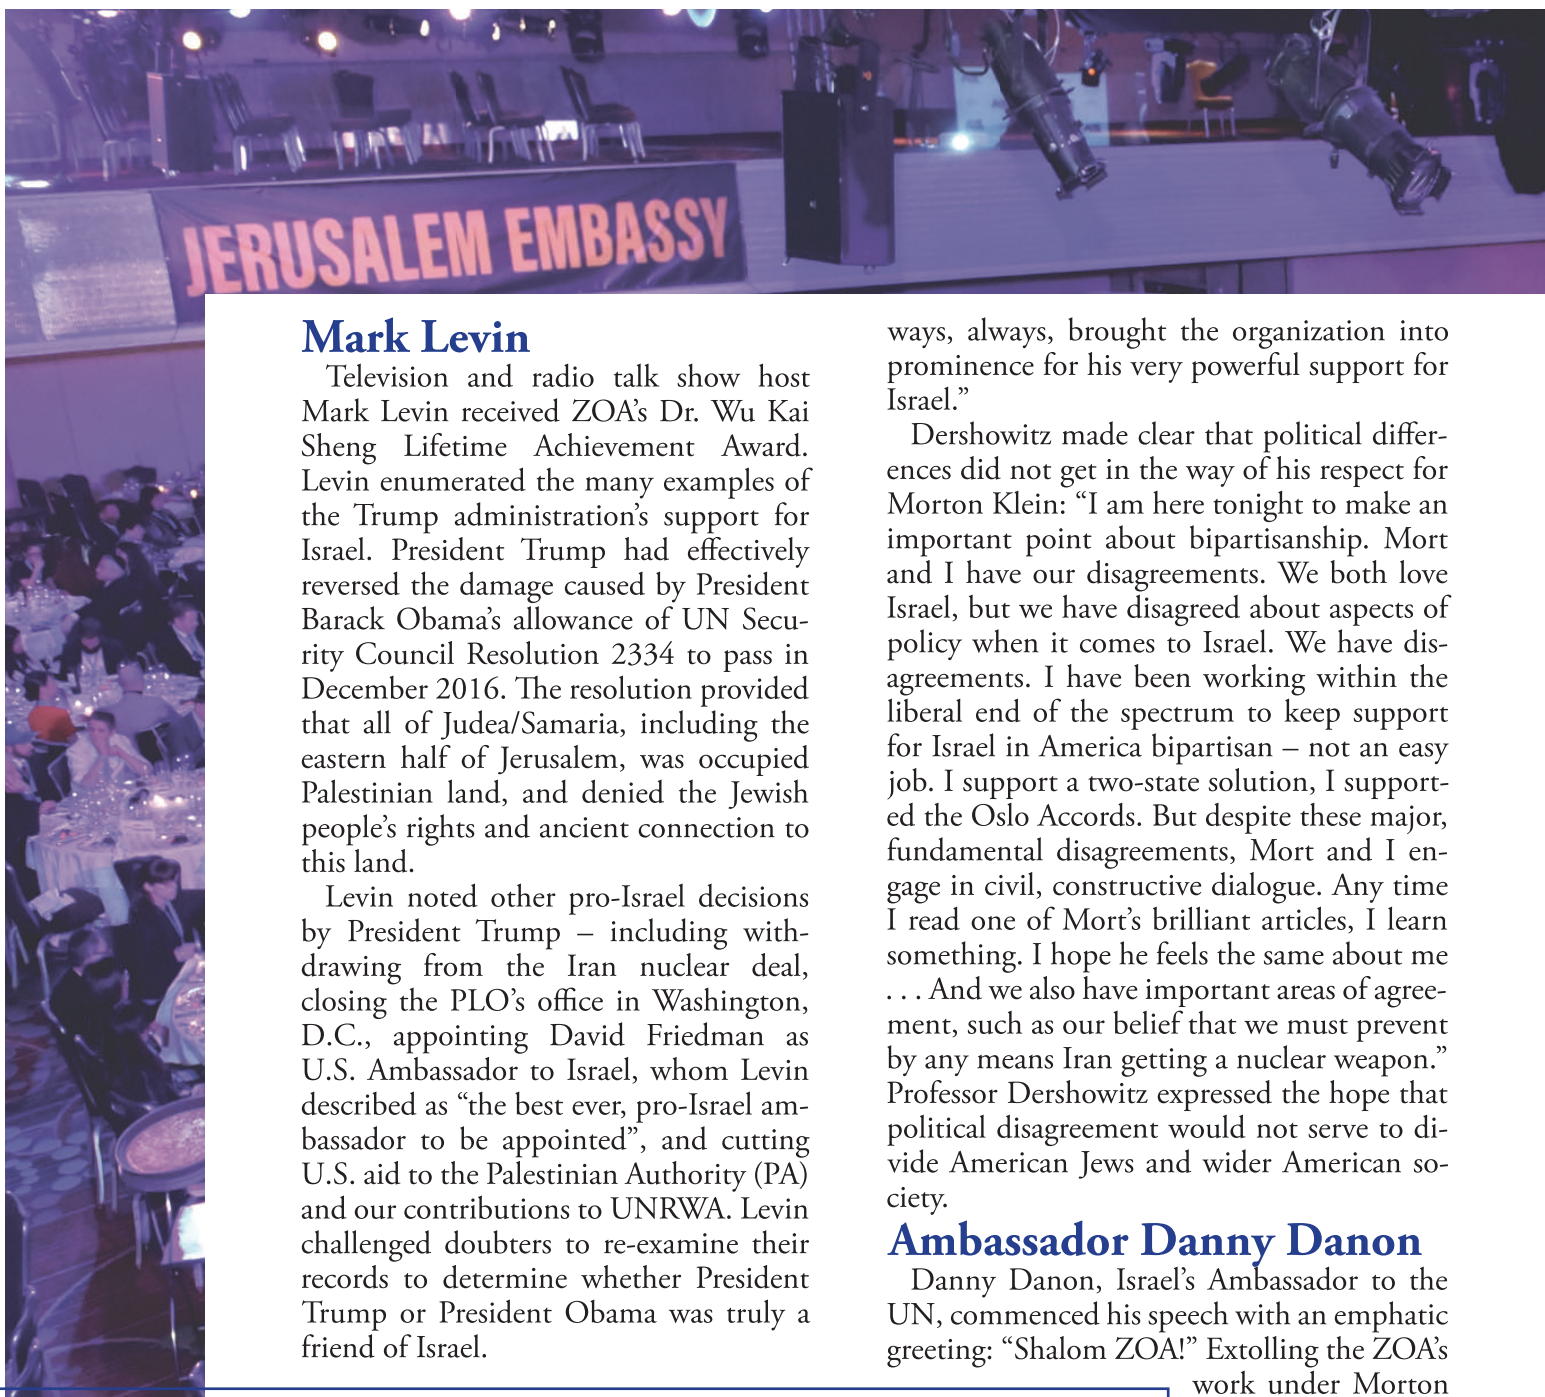 JERUSALEM EMBASSY
Mark Levin
Television and radio talk show host
Mark Levin received ZOA’s Dr. Wu Kai
Sheng Lifetime Achievement Award.
Levin enumerated the many examples of
the Trump administration’s support for
Israel. President Trump had effectively
reversed the damage caused by President
Barack Obama’s allowance of UN Secu-
rity Council Resolution 2334 to pass in
December 2016. The resolution provided
that all of Judea/Samaria, including the
eastern half of Jerusalem, was occupied
Palestinian land, and denied the Jewish
people’s rights and ancient connection to
this land.
Levin noted other pro-Israel decisions
by President Trump – including with-
drawing from the Iran nuclear deal,
closing the PLO’s office in Washington,
D.C., appointing David Friedman as
U.S. Ambassador to Israel, whom Levin
described as “the best ever, pro-Israel am-
bassador to be appointed”, and cutting
U.S. aid to the Palestinian Authority (PA)
and our contributions to UNRWA. Levin
challenged doubters to re-examine their
records to determine whether President
Trump or President Obama was truly a
friend of Israel.
ways, always, brought the organization into
prominence for his very powerful support for
Israel.”
Dershowitz made clear that political differ-
ences did not get in the way of his respect for
Morton Klein: “I am here tonight to make an
important point about bipartisanship. Mort
and I have our disagreements. We both love
Israel, but we have disagreed about aspects of
policy when it comes to Israel. We have dis-
agreements. I have been working within the
liberal end of the spectrum to keep support
for Israel in America bipartisan – not an easy
job. I support a two-state solution, I support-
ed the Oslo Accords. But despite these major,
fundamental disagreements, Mort and I en-
gage in civil, constructive dialogue. Any time
I read one of Mort’s brilliant articles, I learn
something. I hope he feels the same about me
. . . And we also have important areas of agree-
ment, such as our belief that we must prevent
by any means Iran getting a nuclear weapon.”
Professor Dershowitz expressed the hope that
political disagreement would not serve to di-
vide American Jews and wider American so-
ciety.
Ambassador Danny Danon
Danny Danon, Israel’s Ambassador to the
UN, commenced his speech with an emphatic
greeting: “Shalom ZOA!” Extolling the ZOA’s
work under Morton